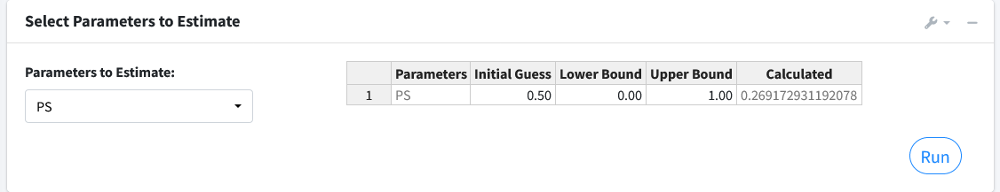 Select Parameters to Estimate
Parameters to Estimate:
PS
Parameters Initial Guess Lower Bound Upper Bound Calculated
1 PS 0.50 0.00 1.00 0.269172931192078
Run